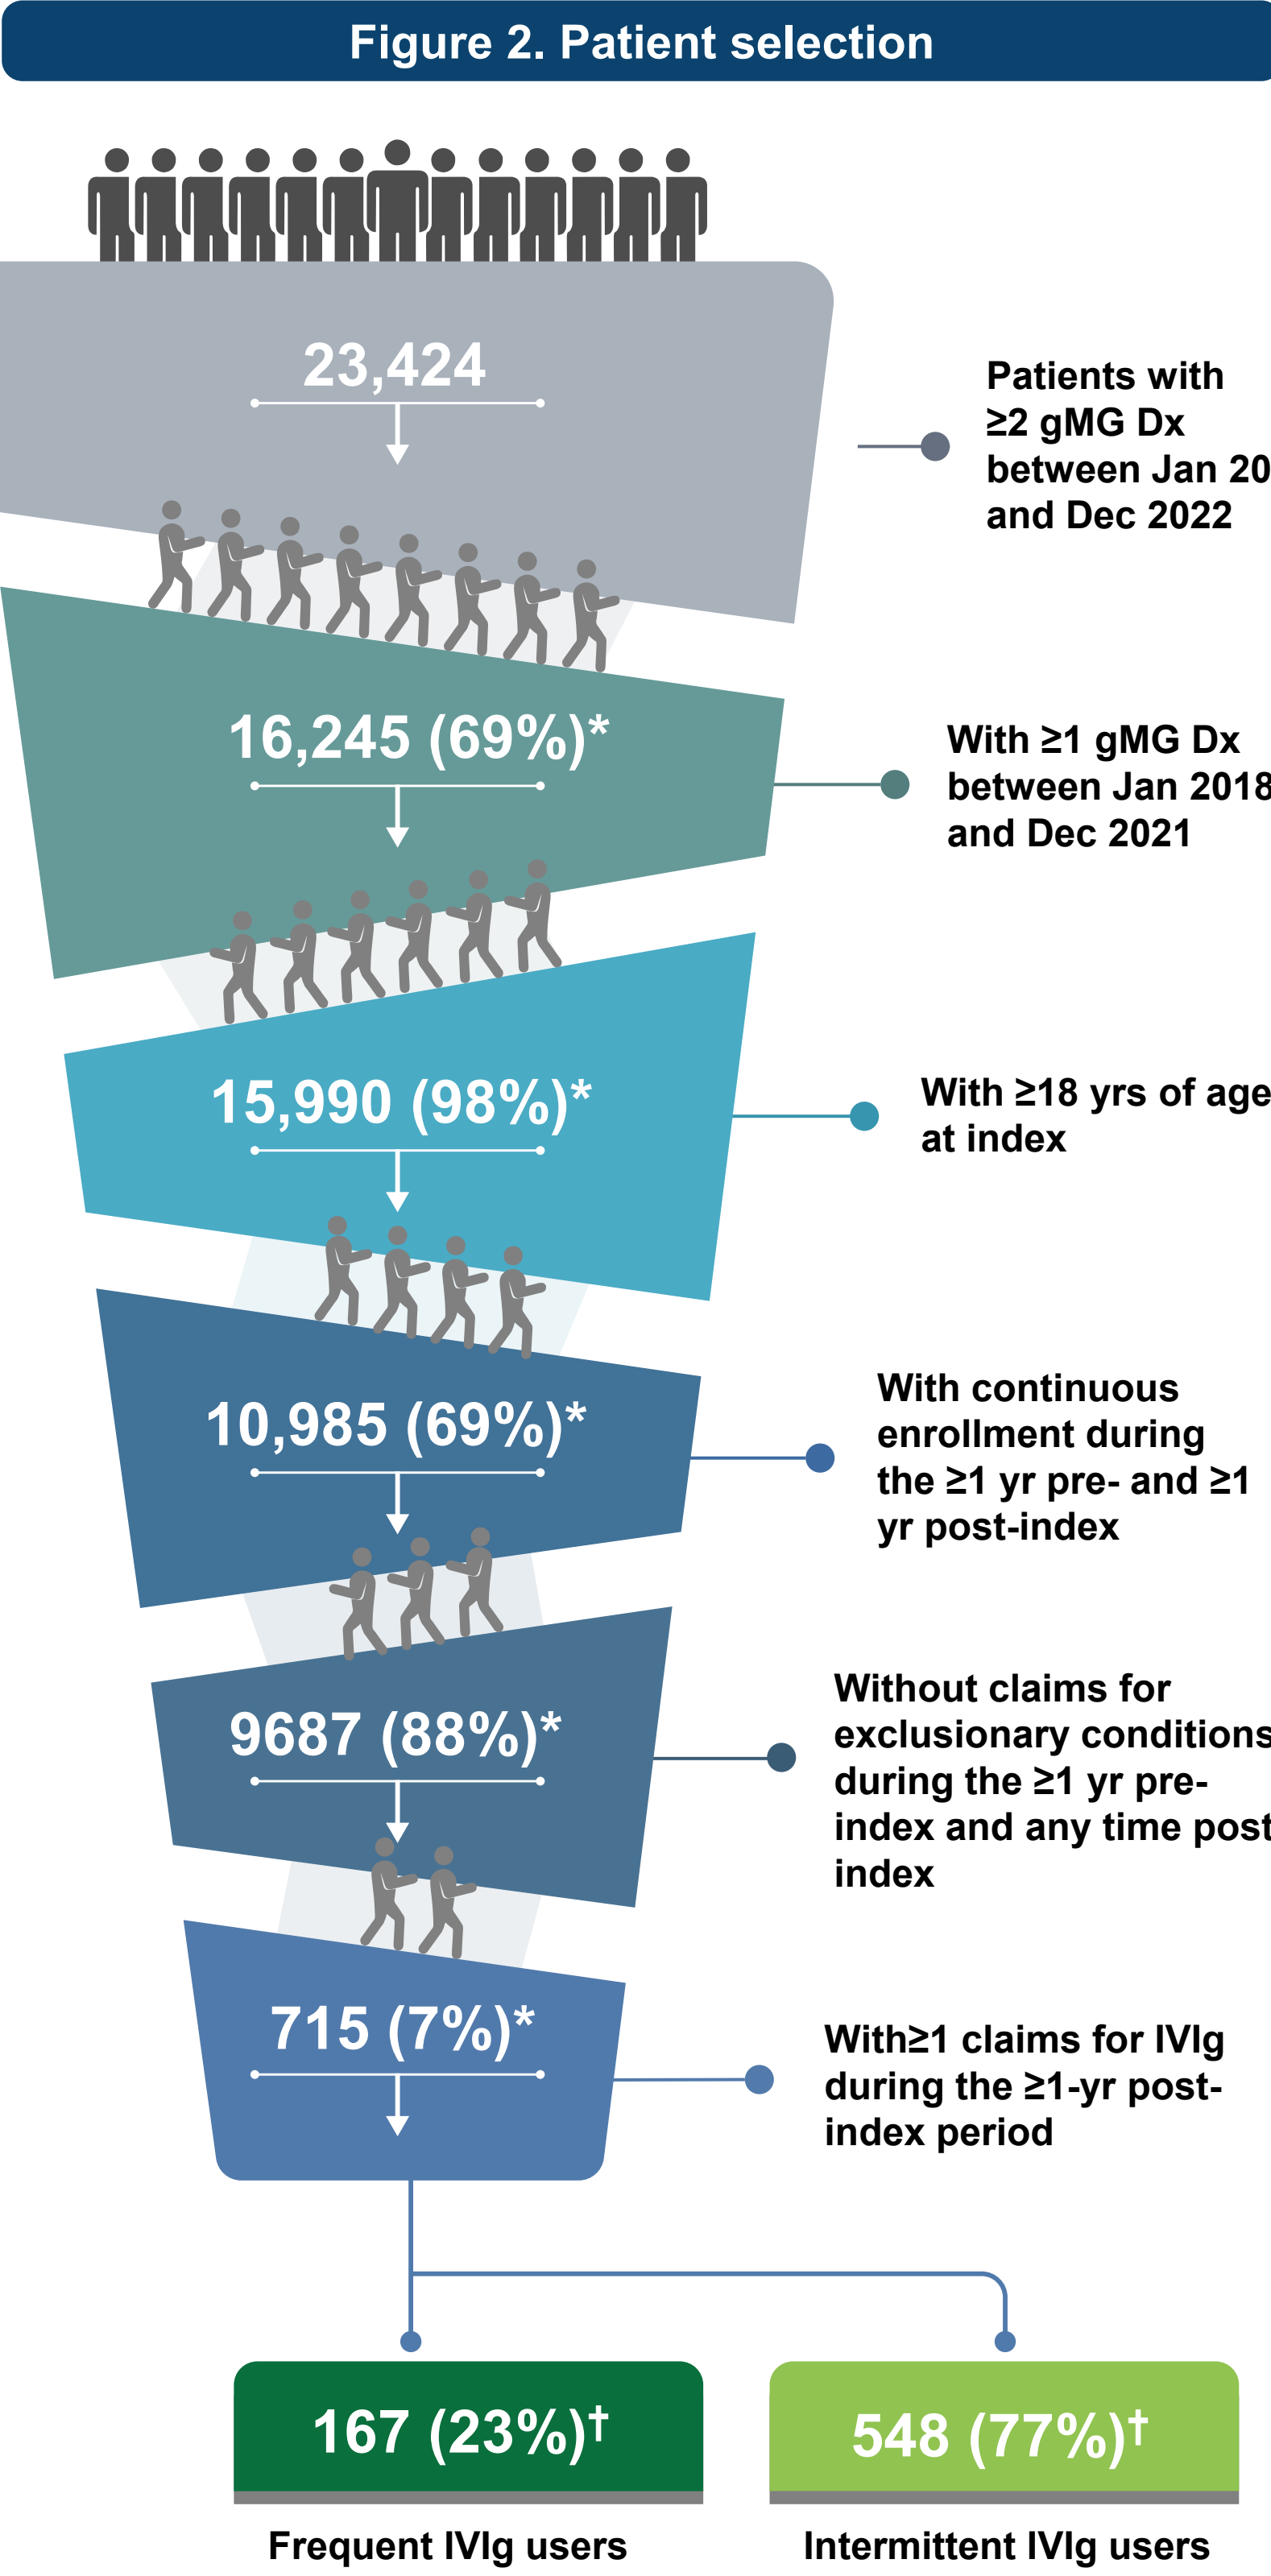 Figure 2. Patient selection
23,424
Patients with
≥2 gMG Dx
between Jan 20
and Dec 2022
16,245 (69%)*
With ≥1 gMG Dx
between Jan 2018
and Dec 2021
15,990 (98%)*
With ≥18 yrs of age
at index
10,985 (69%)*
With continuous
enrollment during
the ≥1 yr pre- and ≥1
yr post-index
9687 (88%)*
Without claims for
exclusionary conditions
during the ≥1 yr pre-
index and any time post
index
715 (7%)*
With≥1 claims for IVIg
during the ≥1-yr post-
index period
167 (23%)†
548 (77%)†
Frequent IVIg users
Intermittent IVIg users